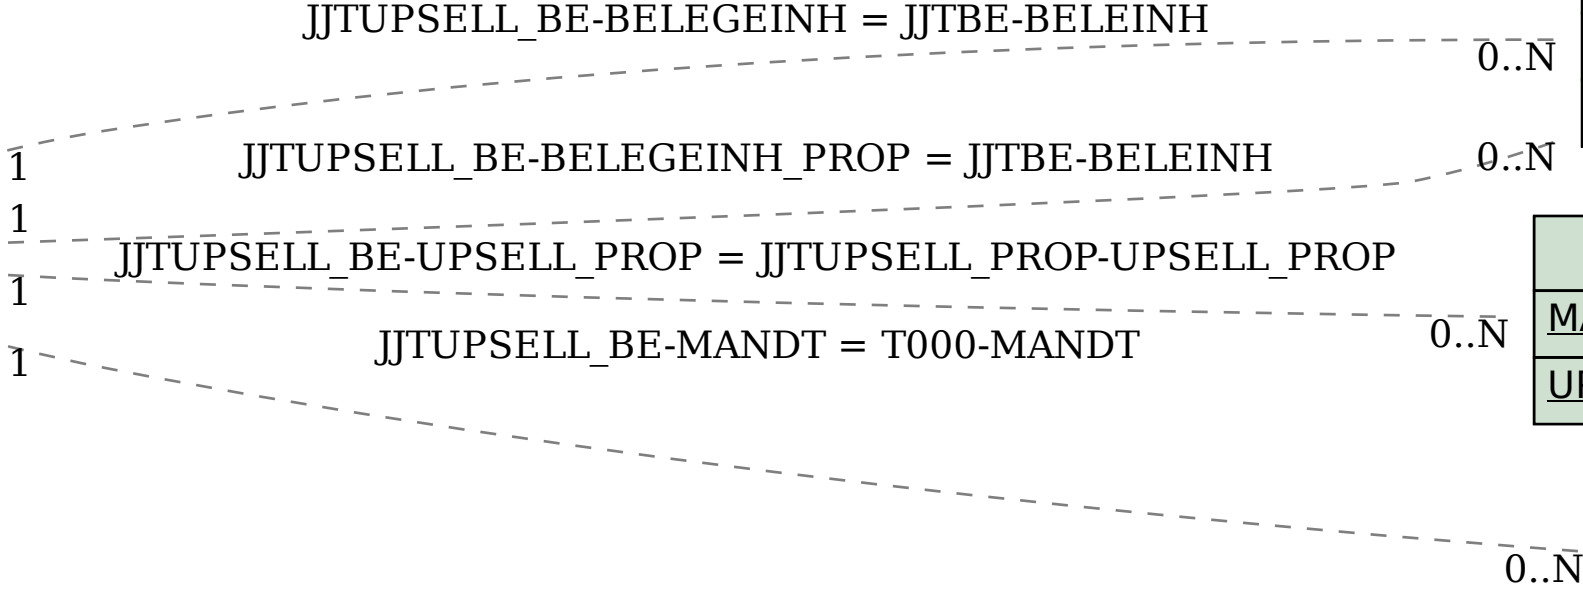 JJTUPSELL_BE-BELEGEINH = JJTBE-BELEINH
0..N
1
JJTUPSELL_BE-BELEGEINH_PROP = JJTBE-BELEINH
0..N
1
JJTUPSELL_BE-UPSELL_PROP = JJTUPSELL_PROP-UPSELL_PROP
1
0..N
JJTUPSELL_BE-MANDT = T000-MANDT
1
0..N